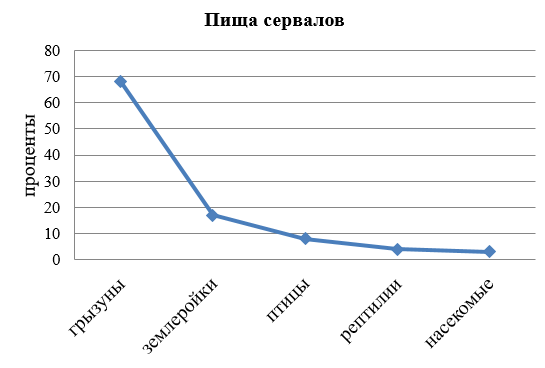 Пища сервалов
проценты
80
70
60
50
40
30
20
10
0
грызуны
землеройки
птицы
рептилии
насекомые